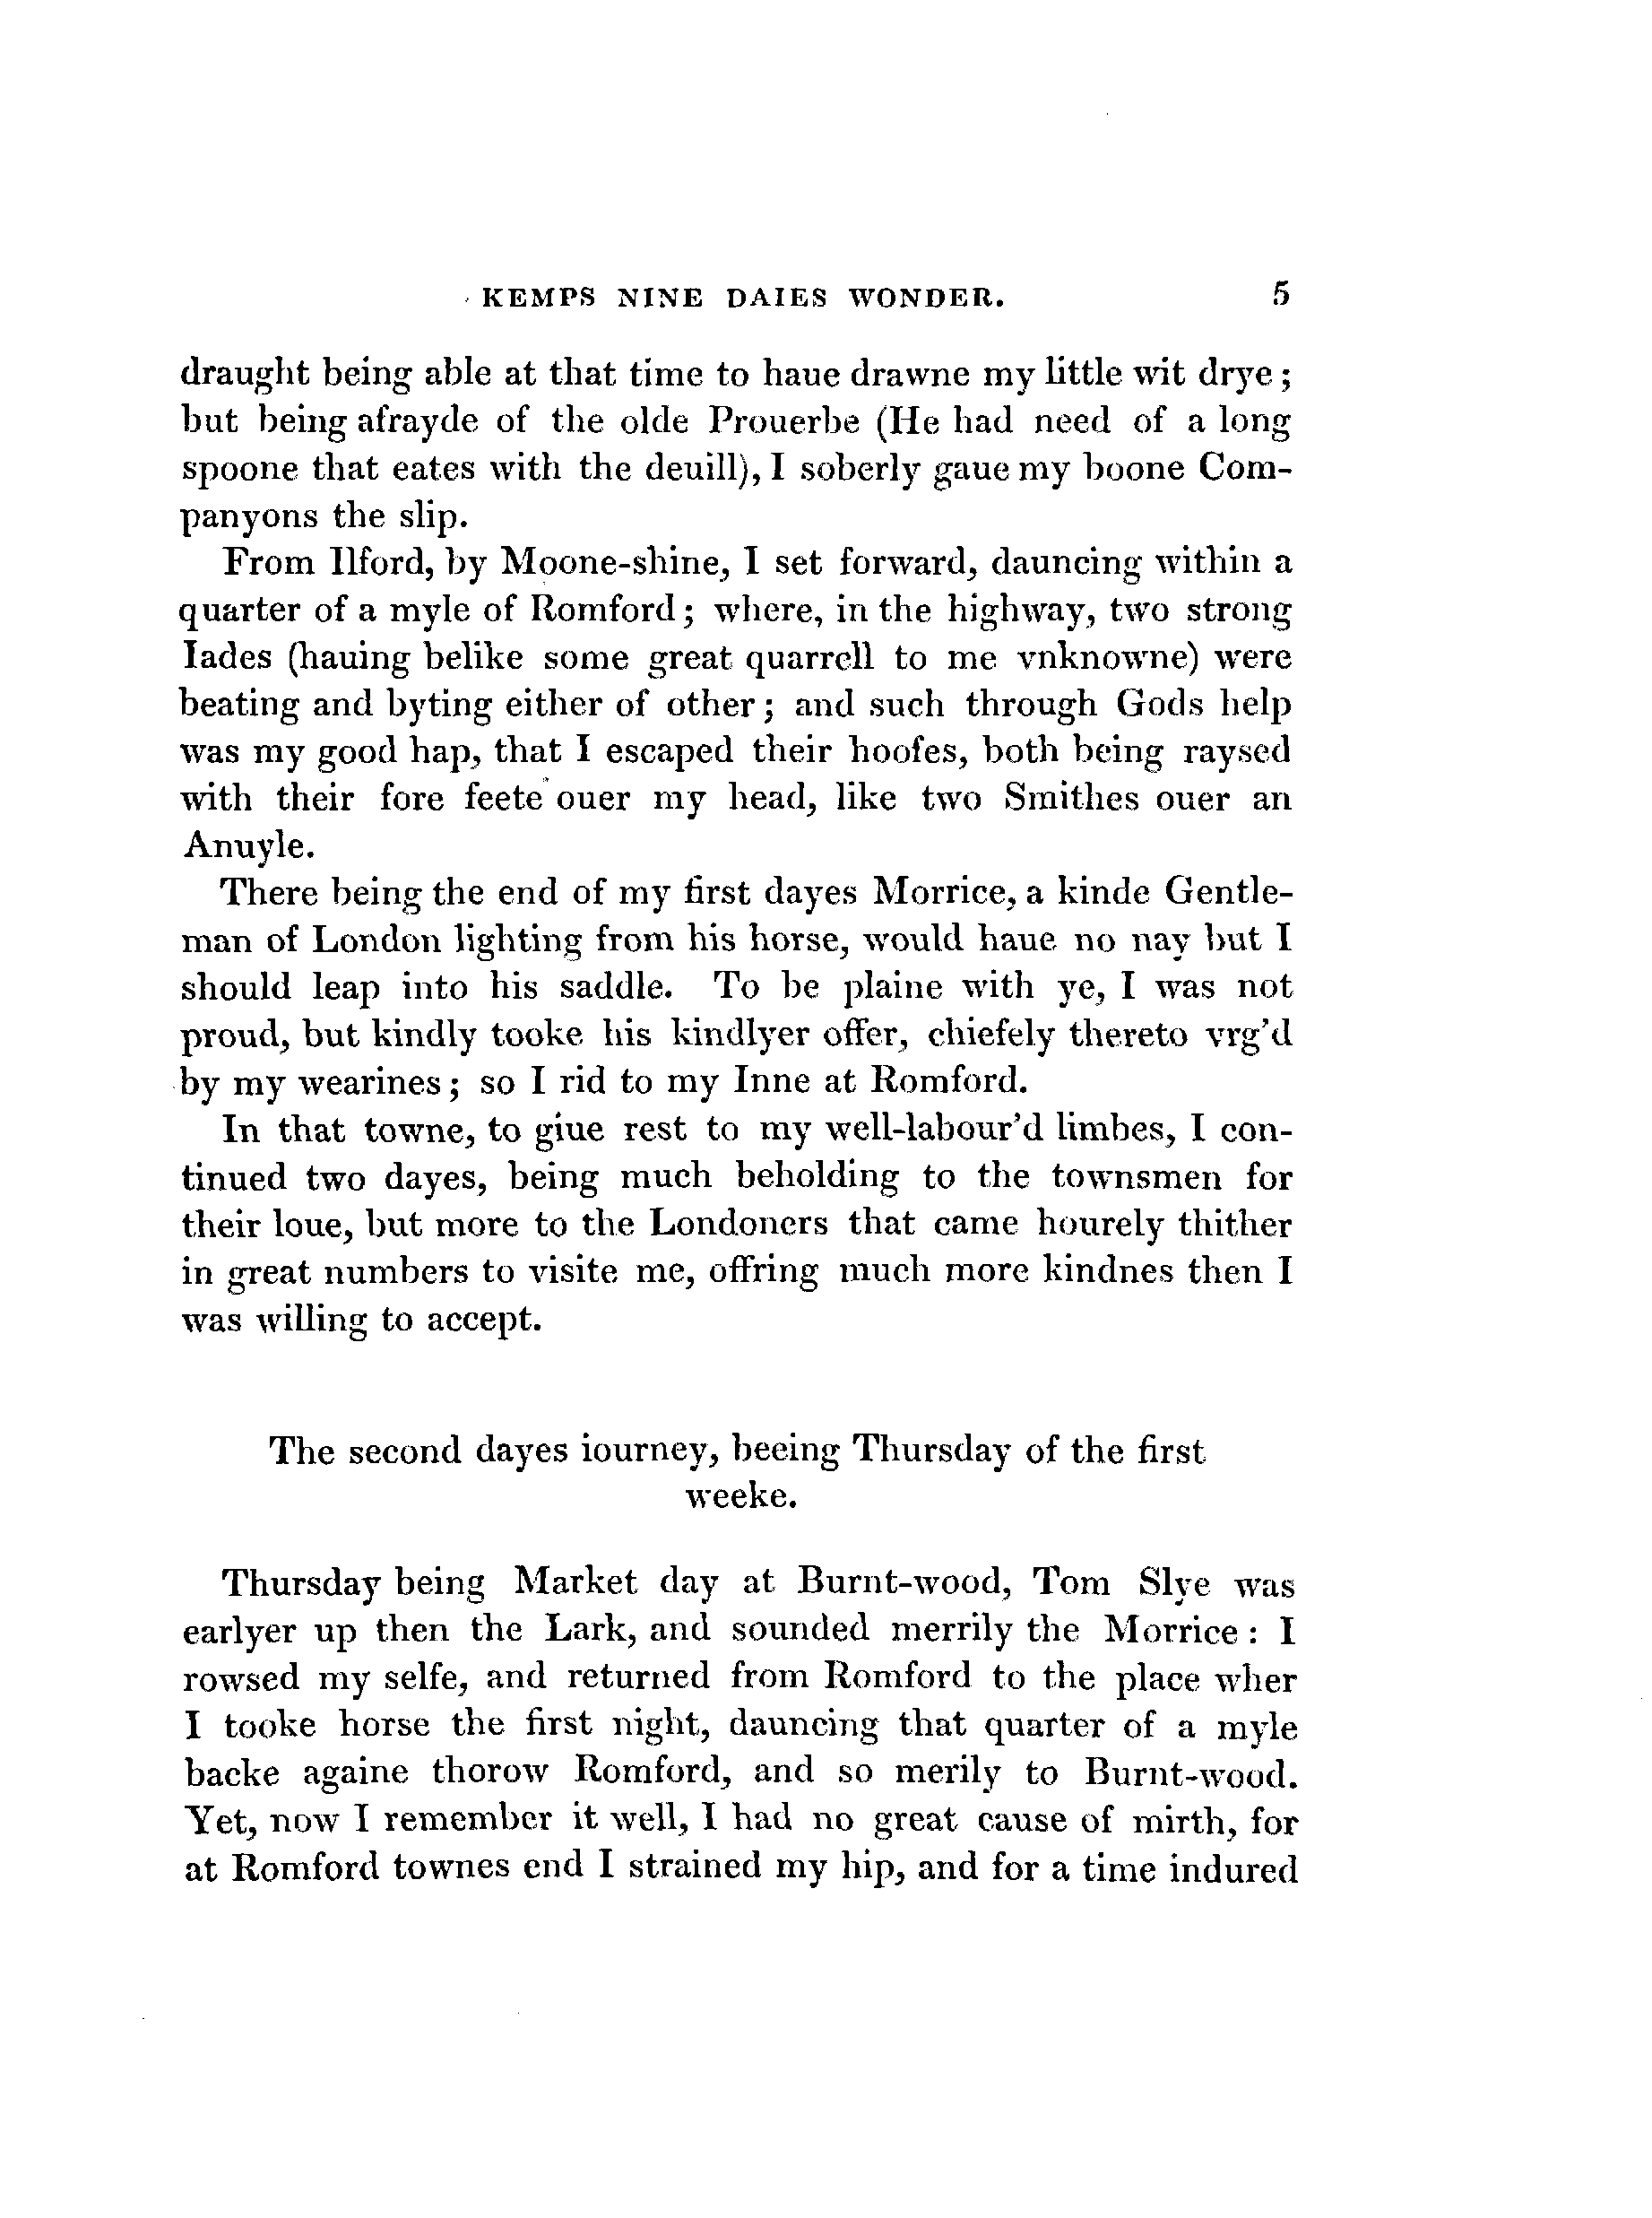 KEMPS NINE DAIES WONDER. 5
draught being able at that time to haue drawne my little wit drye;
but being afrayde of the olde Prouerbe (He had need of a long
spoone that eates with the deuill), I soberly gaue my boone Com-
panyons the slip.
From Ilford, by Moone-shine, I set forward, dauncing within a
quarter of a myle of Romford; where, in the highway, two strong
Iades (hauing belike some great quarrell to me vnknowne) were
beating and byting either of other; and such through Gods help
was my good hap, that I escaped their hoofes, both being raysed
with their fore feete ouer my head, like two Smithes ouer an
Anuyle.
There being the end of my first dayes Morrice, a kinde Gentle-
man of London lighting from his horse, would haue no nay but I
should leap into his saddle. To be plaine with ye, I was not
proud, but kindly tooke his kindlyer offer, chiefely thereto vrg'd
by my wearines; so I rid to my Inne at Romford.
In that towne, to giue rest to my well-labour'd limbes, I con-
tinued two dayes, being much beholding to the townsmen for
their loue, but more to the Londoners that came hourely thither
in great numbers to visite me, offring much more kindnes then I
was willing to accept.
The second dayes iourney, beeing Thursday of the first
weeke.
Thursday being Market day at Burnt-wood, Tom Slye was
earlyer up then the Lark, and sounded merrily the Morrice: I
rowsed my selfe, and returned from Romford to the place wher
I tooke horse the first night, dauncing that quarter of a myle
backe againe thorow Romford, and so merily to Burnt-wood.
Yet, now I remember it well, I had no great cause of mirth, for
at Romford townes end I strained my hip, and for a time indured